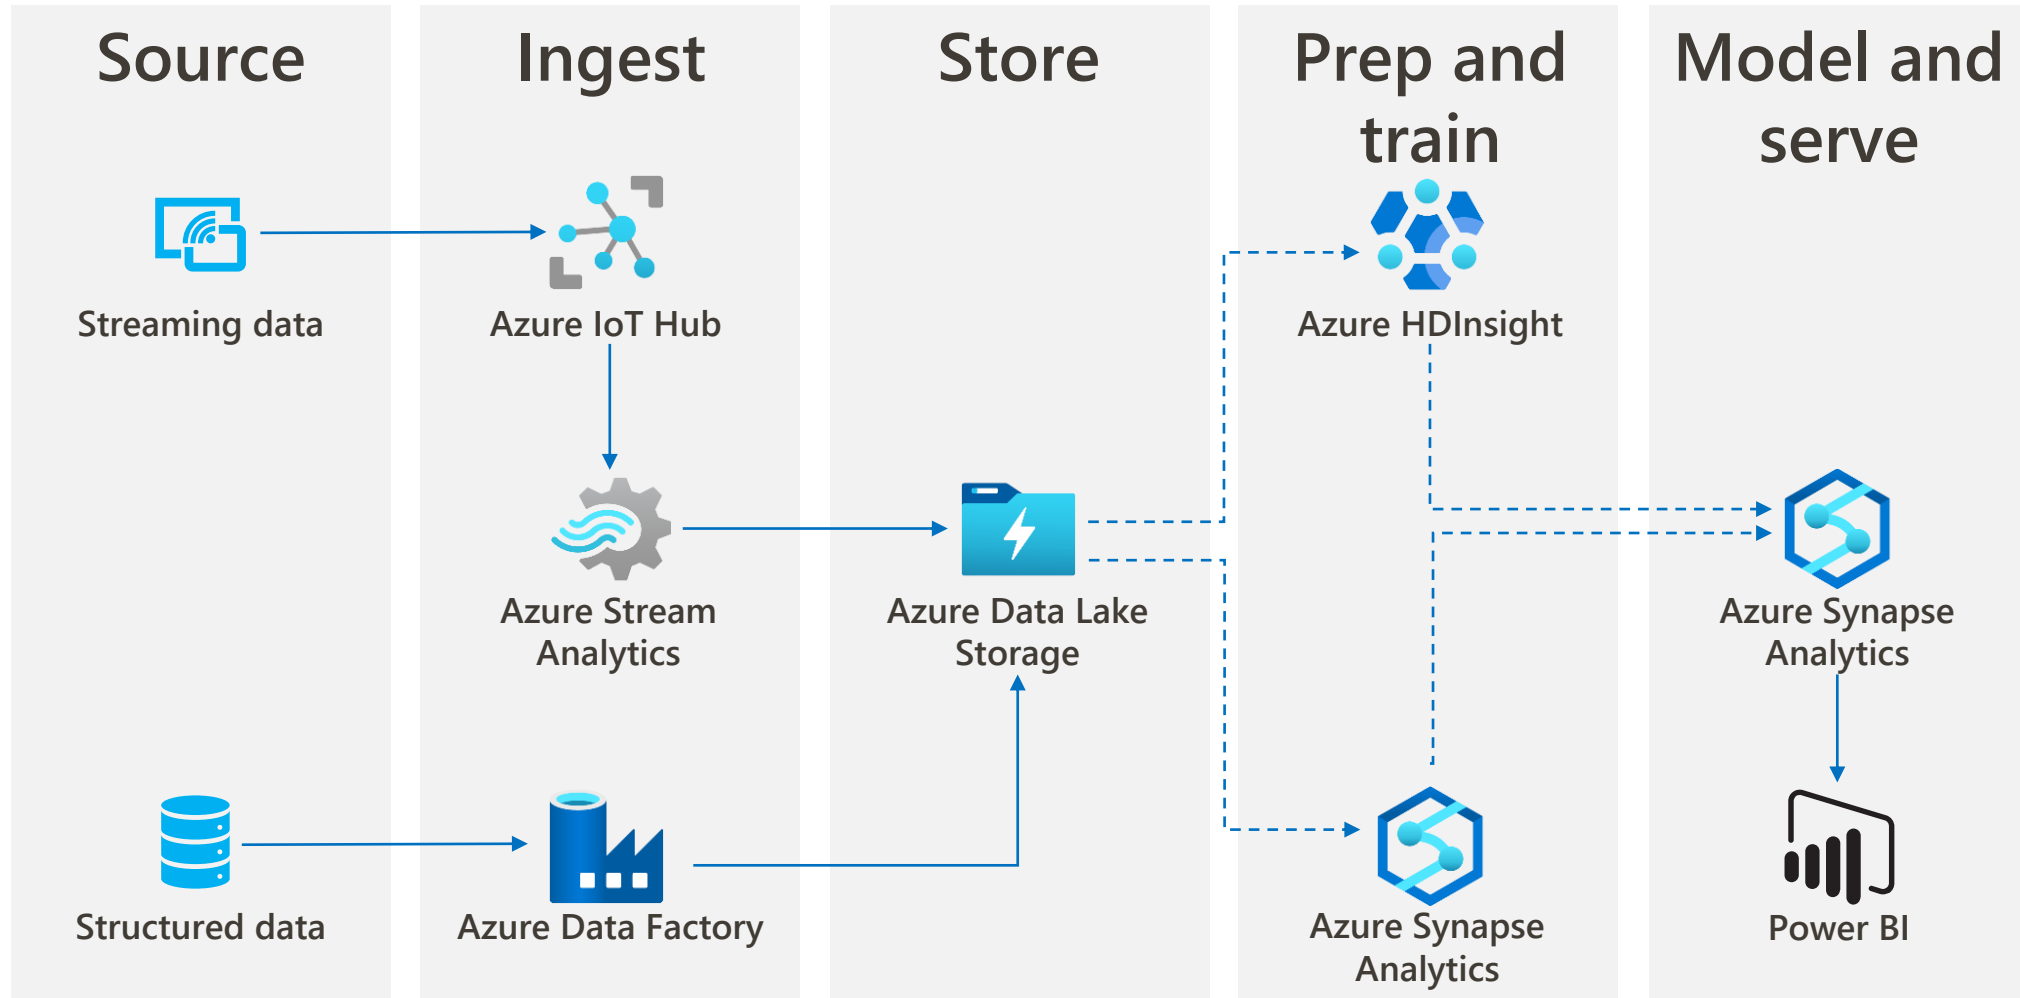 Source
Ingest
Store
Prep and
train
Model and
serve
Streaming data
Azure IoT Hub
Azure HDInsight
Azure Stream
Analytics
Azure Data Lake
Storage
Azure Synapse
Analytics
Structured data
Azure Data Factory
Azure Synapse
Analytics
Power BI